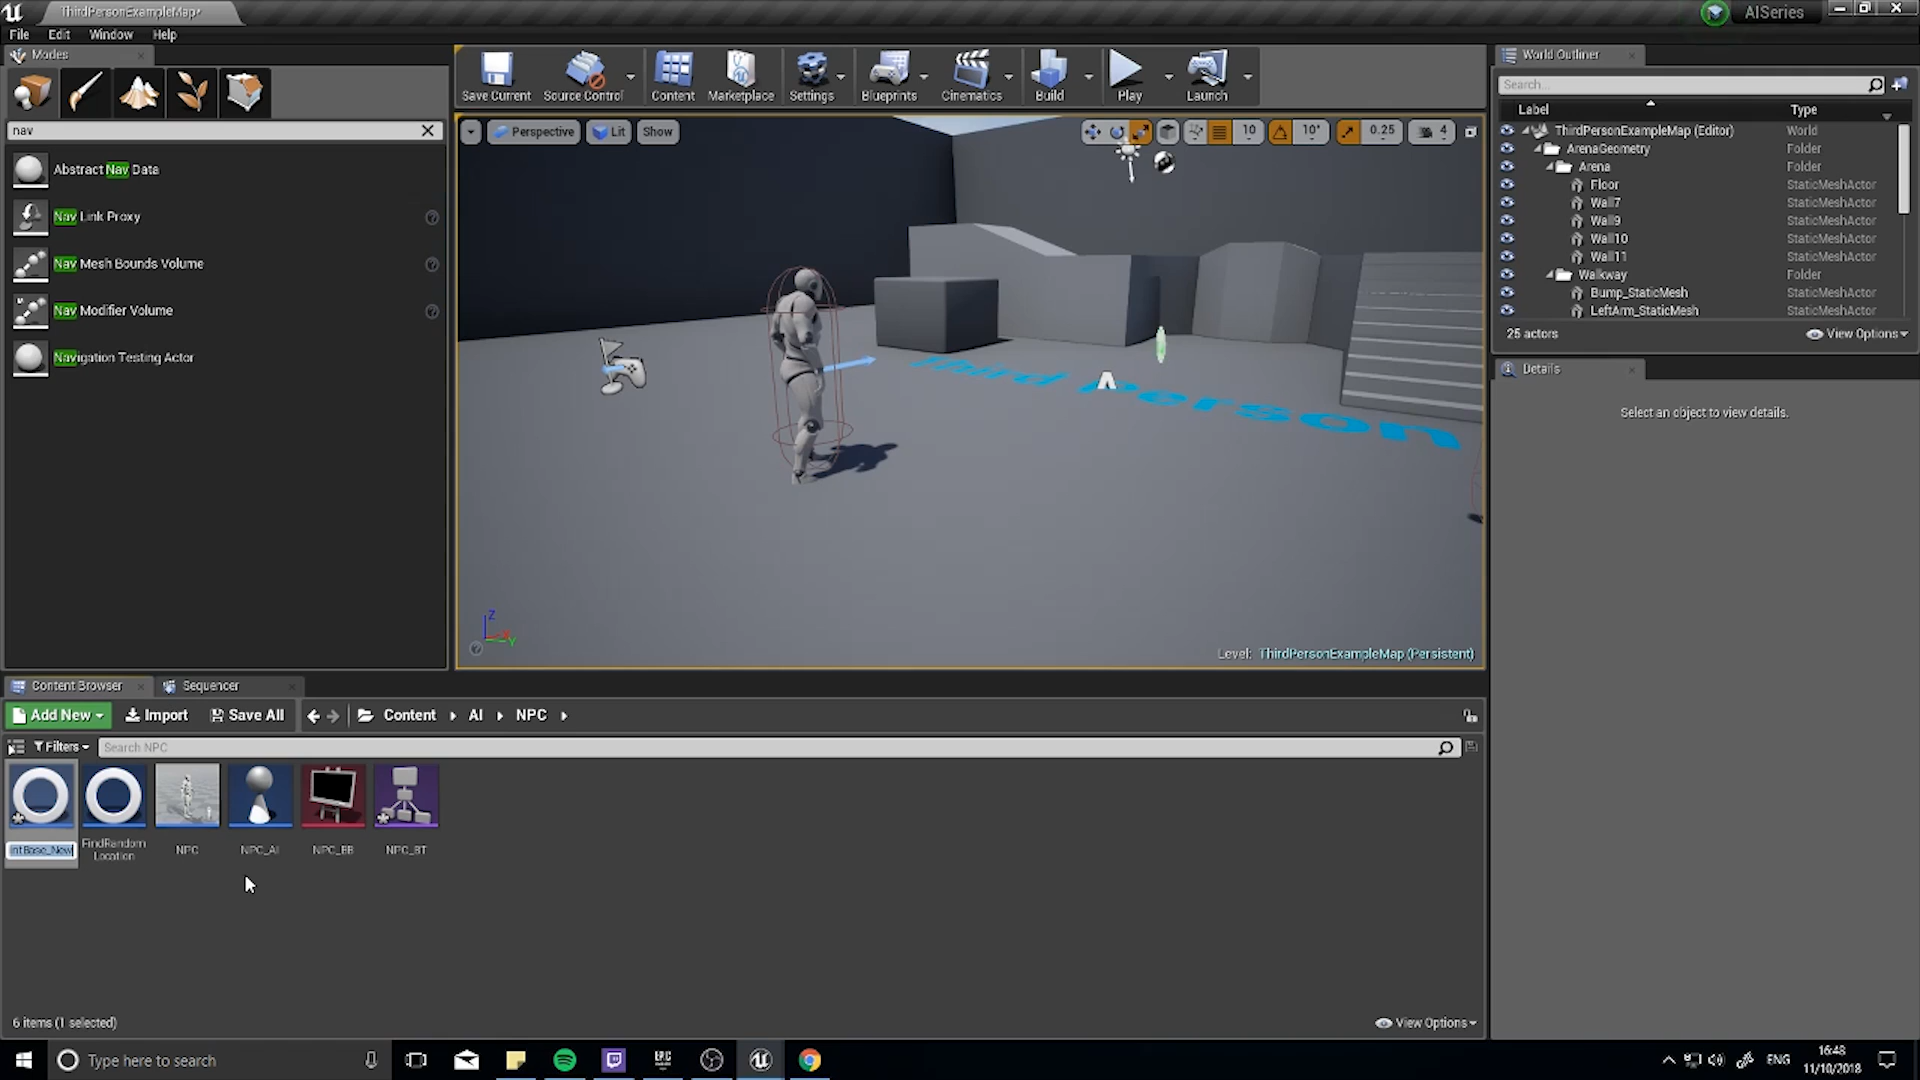 ThirdPersonExampleMap*
AISeries
File Edit Window Help
Modes
nav
Abstract Nav Data
Nav Link Proxy
Nav Mesh Bounds Volume
Nav Modifier Volume
Navigation Testing Actor
Save Current Source Control Content Marketplace Settings Blueprints Cinematics Build Play Launch
Perspective Lit Show
10 10° 0.25 4
Third Person
Z
Y
Level: ThirdPersonExampleMap (Persistent)
World Outliner
Search...
Label Type
ThirdPersonExampleMap (Editor) World
ArenaGeometry Folder
Arena Folder
Floor StaticMeshActor
Wall7 StaticMeshActor
Wall9 StaticMeshActor
Wall10 StaticMeshActor
Wall11 StaticMeshActor
Walkway Folder
Bump_StaticMesh StaticMeshActor
LeftArm_StaticMesh StaticMeshActor
25 actors View Options
Details
Select an object to view details.
Content Browser Sequencer
Add New Import Save All Content AI NPC
Filters Search NPC
intBase_New
FindRandom
Location
NPC
NPC_AI
NPC_BB
NPC_BT
6 items (1 selected) View Options
Type here to search
EPIC
ENG
16:48
11/10/2018